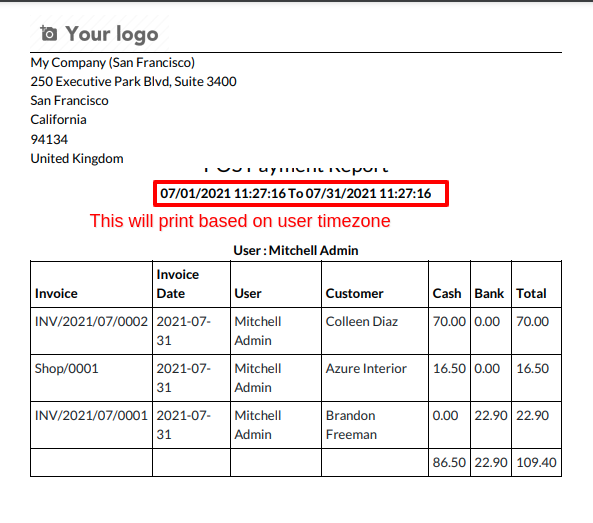 Your logo
My Company (San Francisco)
250 Executive Park Blvd, Suite 3400
San Francisco
California
94134
United Kingdom
POS Payment Report
07/01/2021 11:27:16 To 07/31/2021 11:27:16
This will print based on user timezone
User : Mitchell Admin
Invoice Invoice Date User Customer Cash Bank Total
INV/2021/07/0002 2021-07-31 Mitchell Admin Colleen Diaz 70.00 0.00 70.00
Shop/0001 2021-07-31 Mitchell Admin Azure Interior 16.50 0.00 16.50
INV/2021/07/0001 2021-07-31 Mitchell Admin Brandon Freeman 0.00 22.90 22.90
86.50 22.90 109.40